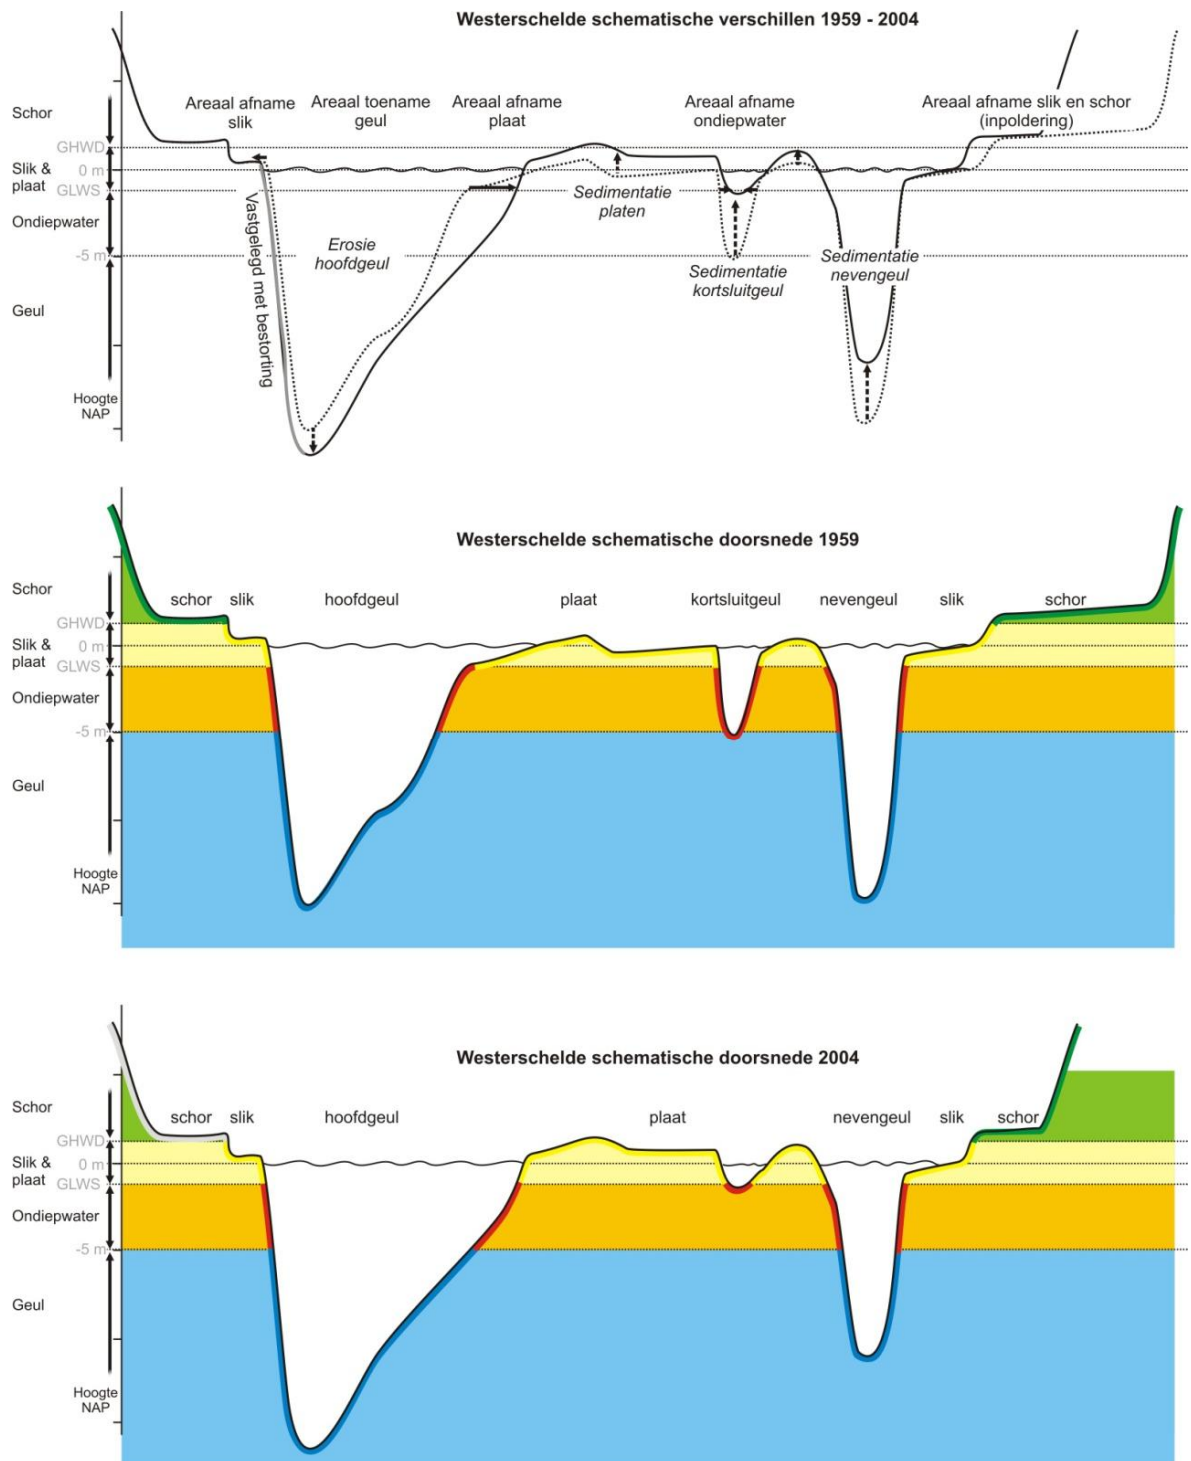 Westerschelde schematische verschillen 1959 - 2004
Areaal afname
slik
Areaal toename
geul
Areaal afname
plaat
Areaal afname
ondiepwater
Areaal afname slik en schor
(inpoldering)
Schor
GHWD
Slik &
plaat
0 m
GLWS
Ondiepwater
-5 m
Geul
Hoogte
NAP
Vastgelegd met bestorting
Erosie
hoofdgeul
Sedimentatie
platen
Sedimentatie
kortsluitgeul
Sedimentatie
nevengeul
Westerschelde schematische doorsnede 1959
schor slik hoofdgeul plaat kortsluitgeul nevengeul slik schor
Schor
GHWD
Slik &
plaat
0 m
GLWS
Ondiepwater
-5 m
Geul
Hoogte
NAP
Westerschelde schematische doorsnede 2004
schor slik hoofdgeul plaat nevengeul slik schor
Schor
GHWD
Slik &
plaat
0 m
GLWS
Ondiepwater
-5 m
Geul
Hoogte
NAP